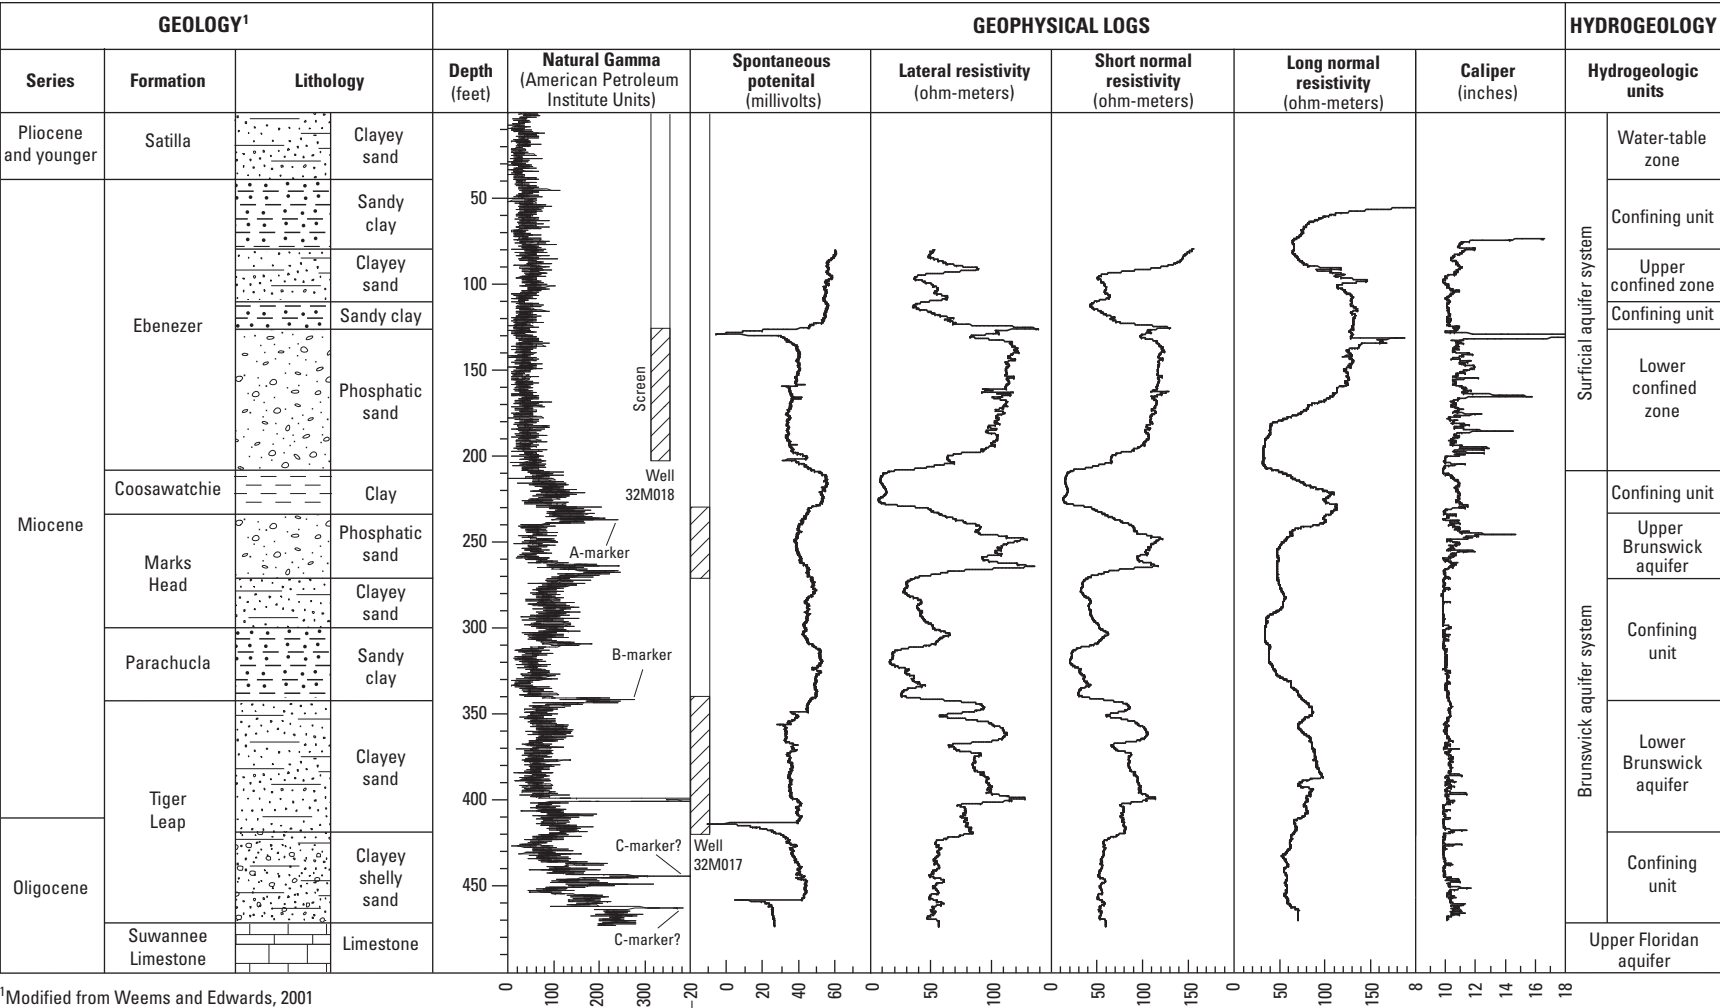 GEOLOGY1
GEOPHYSICAL LOGS
HYDROGEOLOGY
Series
Formation
Lithology
Depth
(feet)
Natural Gamma
(American Petroleum
Institute Units)
Spontaneous
potenital
(millivolts)
Lateral resistivity
(ohm-meters)
Short normal
resistivity
(ohm-meters)
Long normal
resistivity
(ohm-meters)
Caliper
(inches)
Hydrogeologic
units
Pliocene
and younger
Miocene
Oligocene
Satilla
Ebenezer
Coosawatchie
Marks
Head
Parachucla
Tiger
Leap
Suwannee
Limestone
Clayey
sand
Sandy
clay
Clayey
sand
Sandy clay
Phosphatic
sand
Clay
Phosphatic
sand
Clayey
sand
Sandy
clay
Clayey
sand
Clayey
shelly
sand
Limestone
50
100
150
200
250
300
350
400
450
Screen
Well
32M018
A-marker
B-marker
C-marker?
Well
32M017
C-marker?
Surficial aquifer system
Brunswick aquifer system
Water-table
zone
Confining unit
Upper
confined zone
Confining unit
Lower
confined
zone
Confining unit
Upper
Brunswick
aquifer
Confining
unit
Lower
Brunswick
aquifer
Confining
unit
Upper Floridan
aquifer
0 100 200 300 400
–20 0 20 40 60
0 50 100
0 50 100 150
0 50 100 150
8 10 12 14 16 18
1Modified from Weems and Edwards, 2001